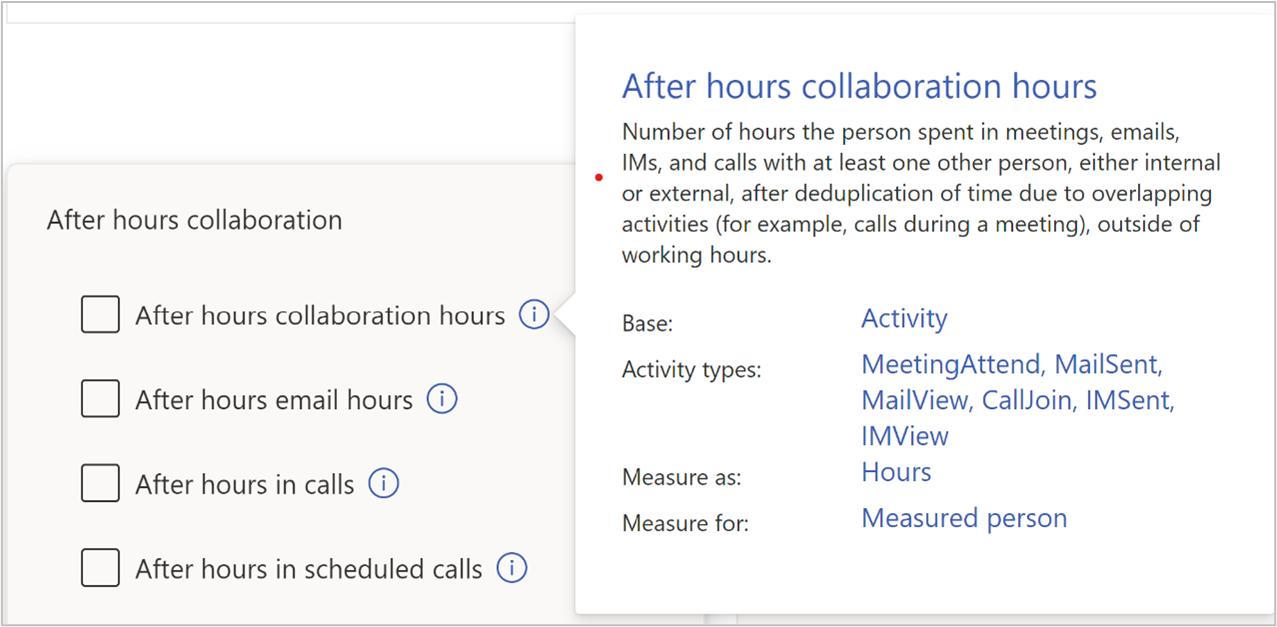 After hours collaboration
After hours collaboration hours
After hours email hours
After hours in calls
After hours in scheduled calls
After hours collaboration hours
Number of hours the person spent in meetings, emails,
IMs, and calls with at least one other person, either internal
or external, after deduplication of time due to overlapping
activities (for example, calls during a meeting), outside of
working hours.
Base: Activity
Activity types: MeetingAttend, MailSent,
MailView, CallJoin, IMSent,
IMView
Measure as: Hours
Measure for: Measured person